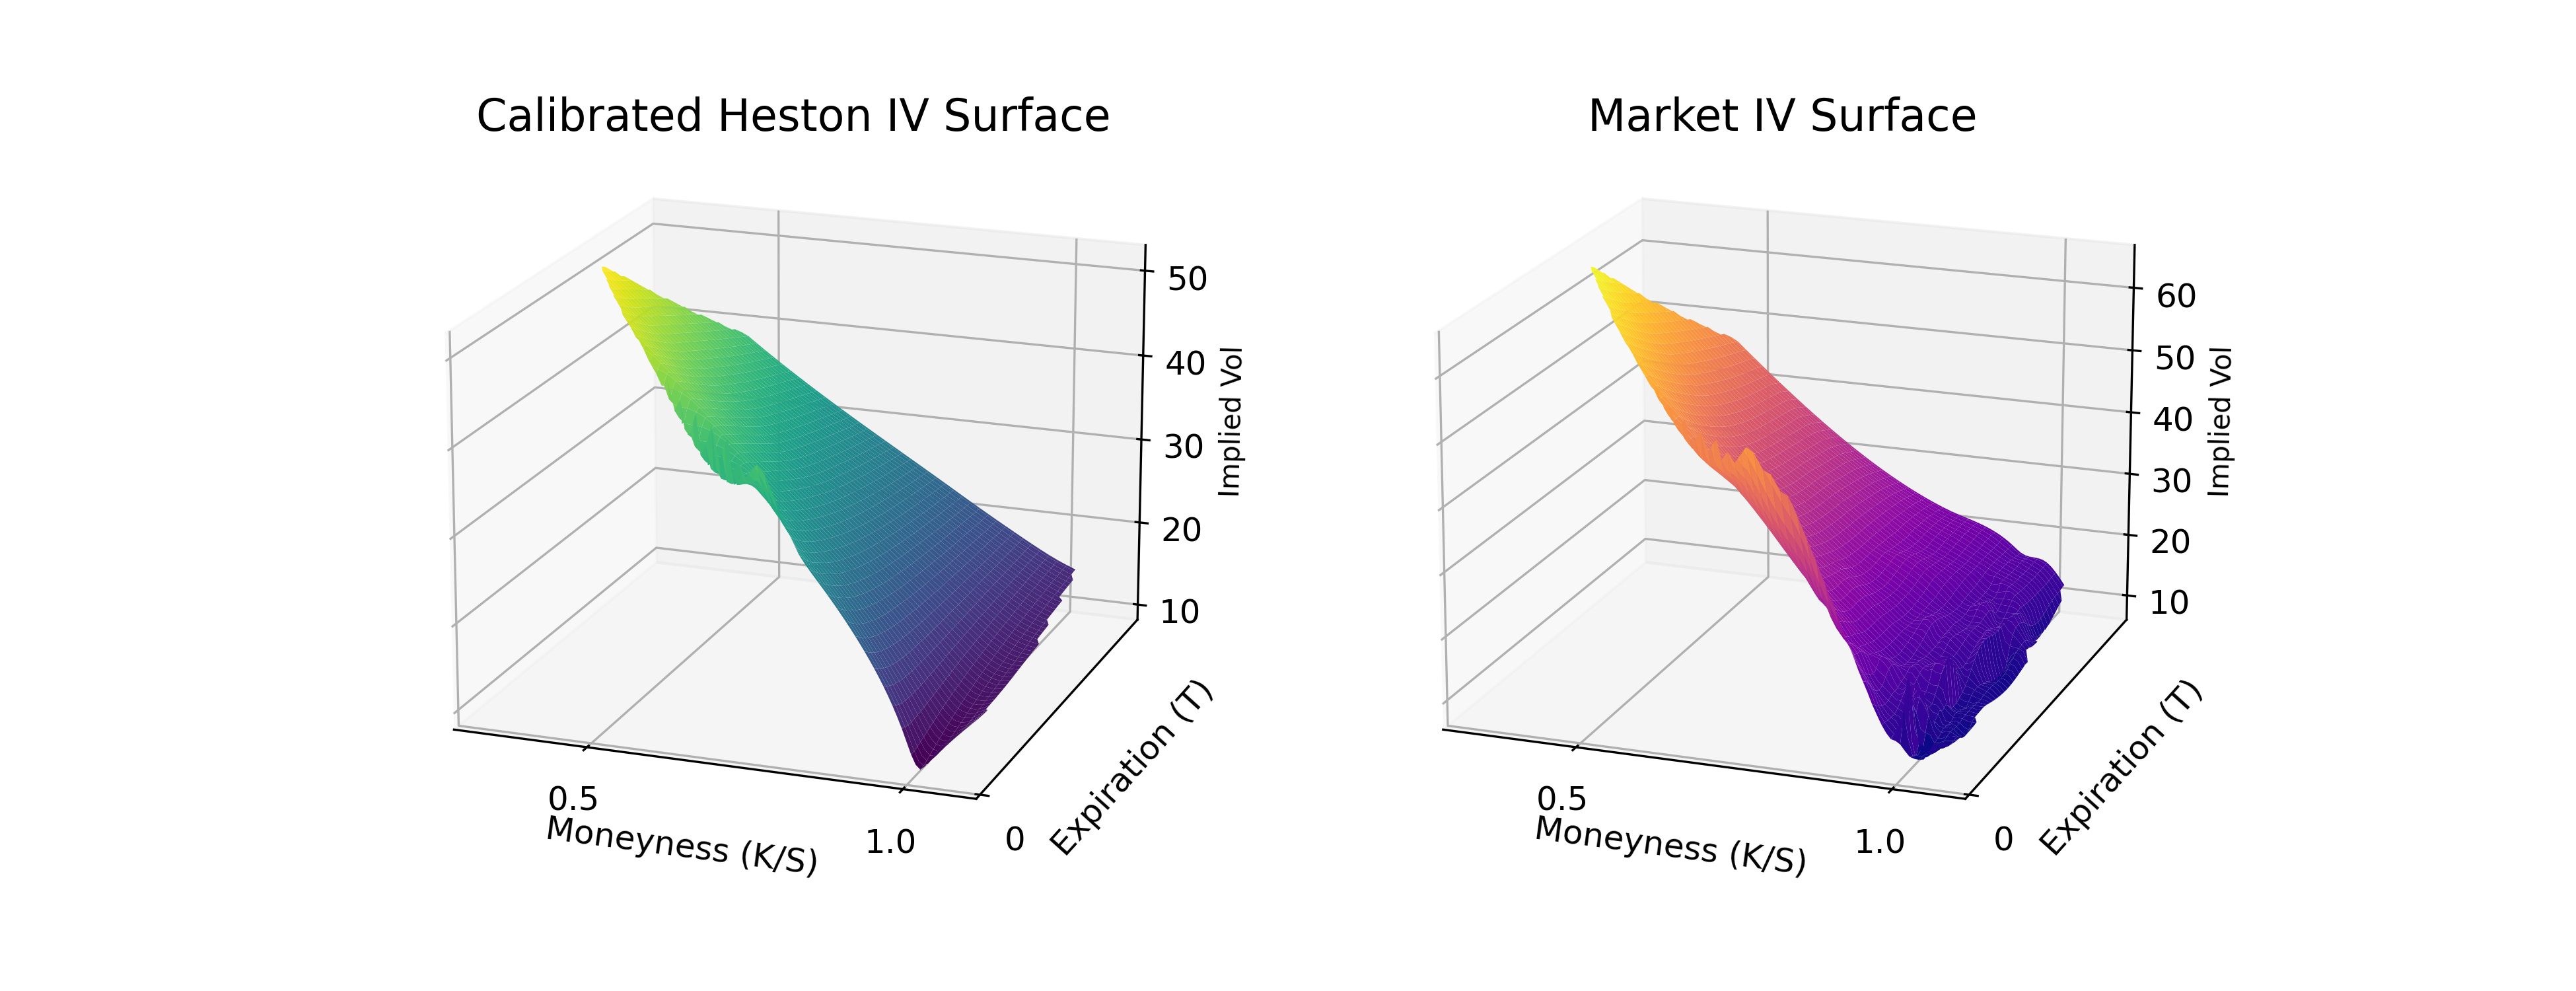 Calibrated Heston IV Surface
50
40
30
20
10
Implied Vol
0.5
1.0
Moneyness (K/S)
0
Expiration (T)
Market IV Surface
60
50
40
30
20
10
Implied Vol
0.5
1.0
Moneyness (K/S)
0
Expiration (T)